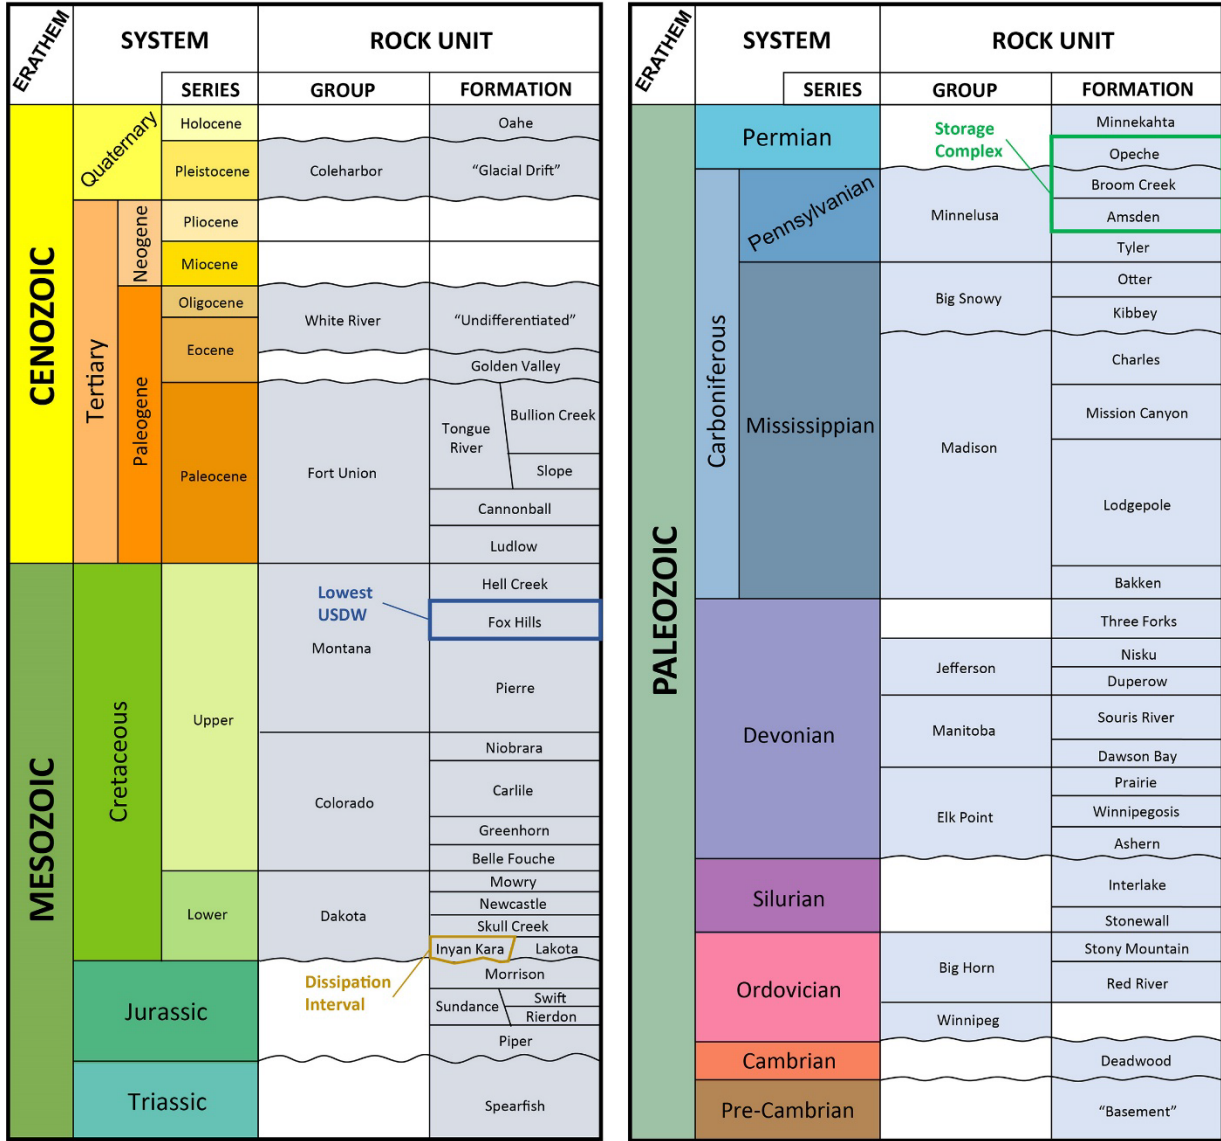 ERATHEM
SYSTEM
ROCK UNIT
SERIES
GROUP
FORMATION
CENOZOIC
Quaternary
Holocene
Oahe
Pleistocene
Coleharbor
“Glacial Drift”
Tertiary
Neogene
Pliocene
Miocene
Paleogene
Oligocene
White River
“Undifferentiated”
Eocene
Golden Valley
Paleocene
Fort Union
Tongue
River
Bullion Creek
Slope
Cannonball
Ludlow
MESOZOIC
Cretaceous
Upper
Lowest
USDW
Montana
Hell Creek
Fox Hills
Pierre
Colorado
Niobrara
Carlile
Greenhorn
Belle Fouche
Lower
Dakota
Mowry
Newcastle
Skull Creek
Inyan Kara
Lakota
Dissipation
Interval
Jurassic
Morrison
Sundance
Swift
Rierdon
Piper
Triassic
Spearfish
ERATHEM
SYSTEM
ROCK UNIT
SERIES
GROUP
FORMATION
PALEOZOIC
Permian
Storage
Complex
Minnekahta
Opeche
Carboniferous
Pennsylvanian
Minnelusa
Broom Creek
Amsden
Tyler
Mississippian
Big Snowy
Otter
Kibbey
Madison
Charles
Mission Canyon
Lodgepole
Bakken
Devonian
Three Forks
Jefferson
Nisku
Duperow
Manitoba
Souris River
Dawson Bay
Elk Point
Prairie
Winnipegosis
Ashern
Silurian
Interlake
Stonewall
Ordovician
Big Horn
Stony Mountain
Red River
Winnipeg
Cambrian
Deadwood
Pre-Cambrian
“Basement”